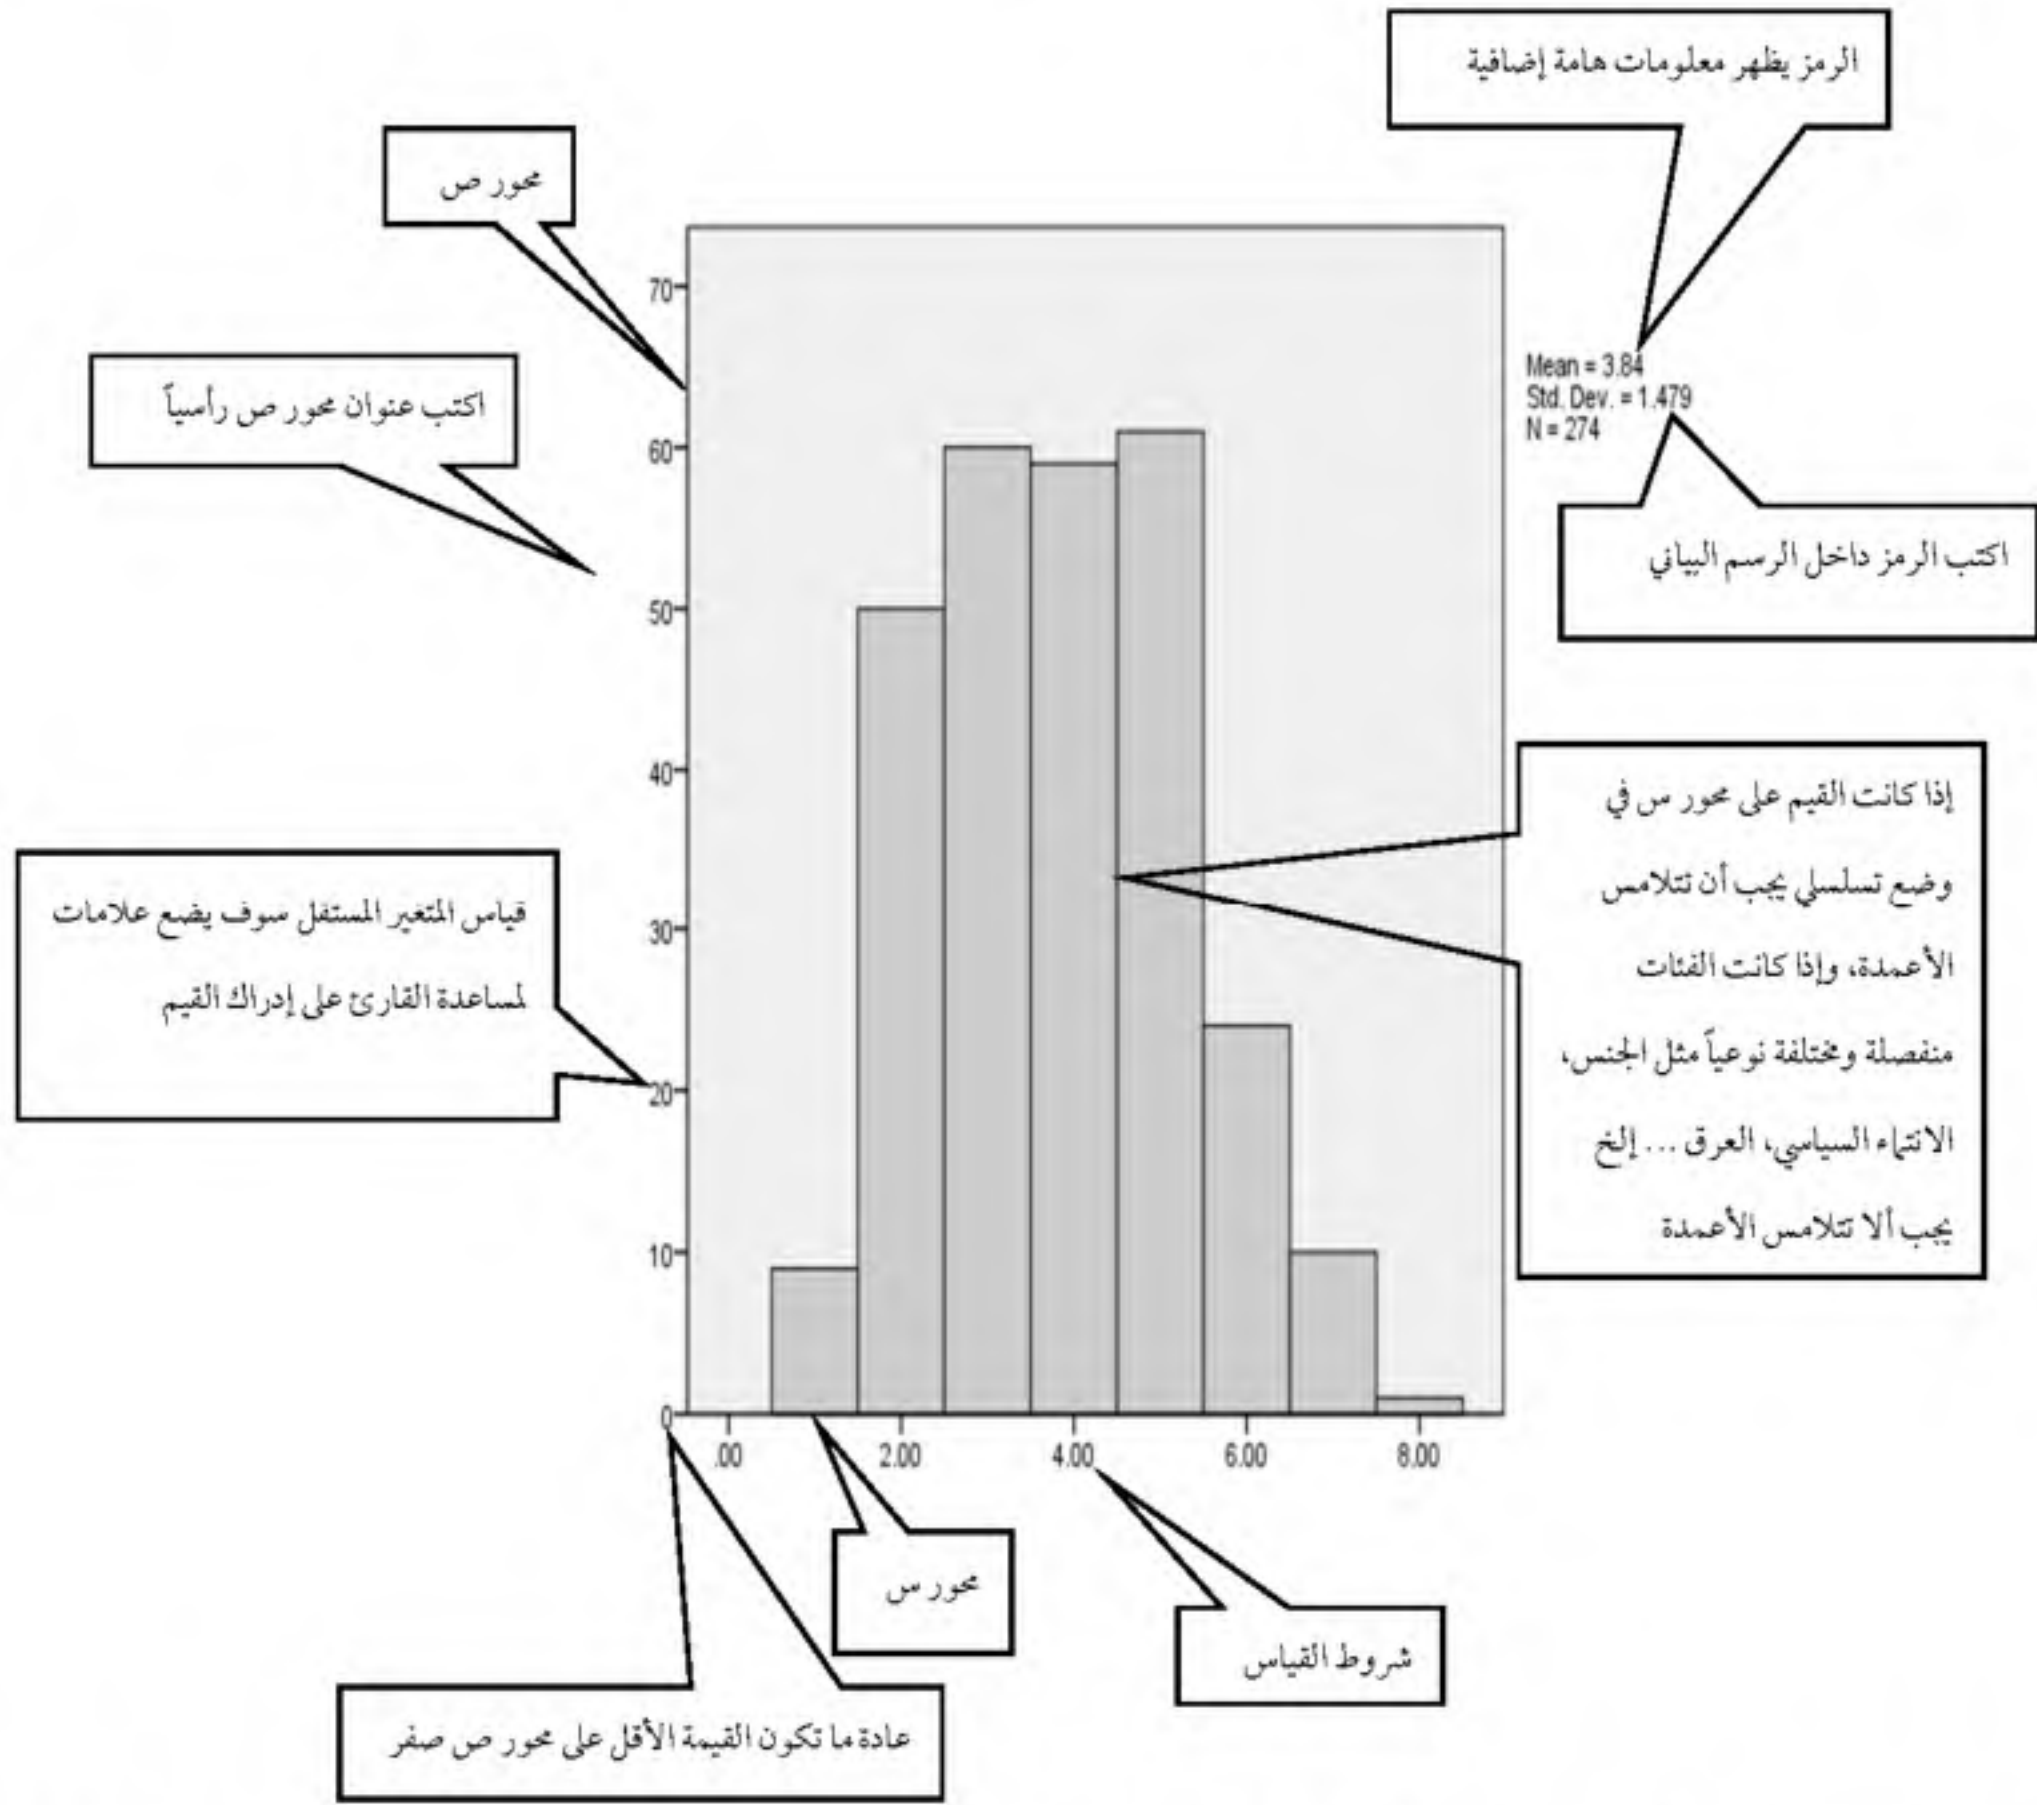 الرمز يظهر معلومات هامة إضافية
محور ص
اكتب عنوان محور ص رأسياً
Mean = 3.84
Std. Dev. = 1.479
N = 274
اكتب الرمز داخل الرسم البياني
إذا كانت القيم على محور س في
وضع تسلسلي يجب أن تتلامس
الأعمدة، وإذا كانت الفئات
منفصلة ومختلفة نوعياً مثل الجنس،
الانتماء السياسي، العرق ... إلخ
يجب ألا تتلامس الأعمدة
قياس المتغير المستقل سوف يضع علامات
لمساعدة القارئ على إدراك القيم
70
60
50
40
30
20
10
0
.00 2.00 4.00 6.00 8.00
محور س
شروط القياس
عادة ما تكون القيمة الأقل على محور ص صفر